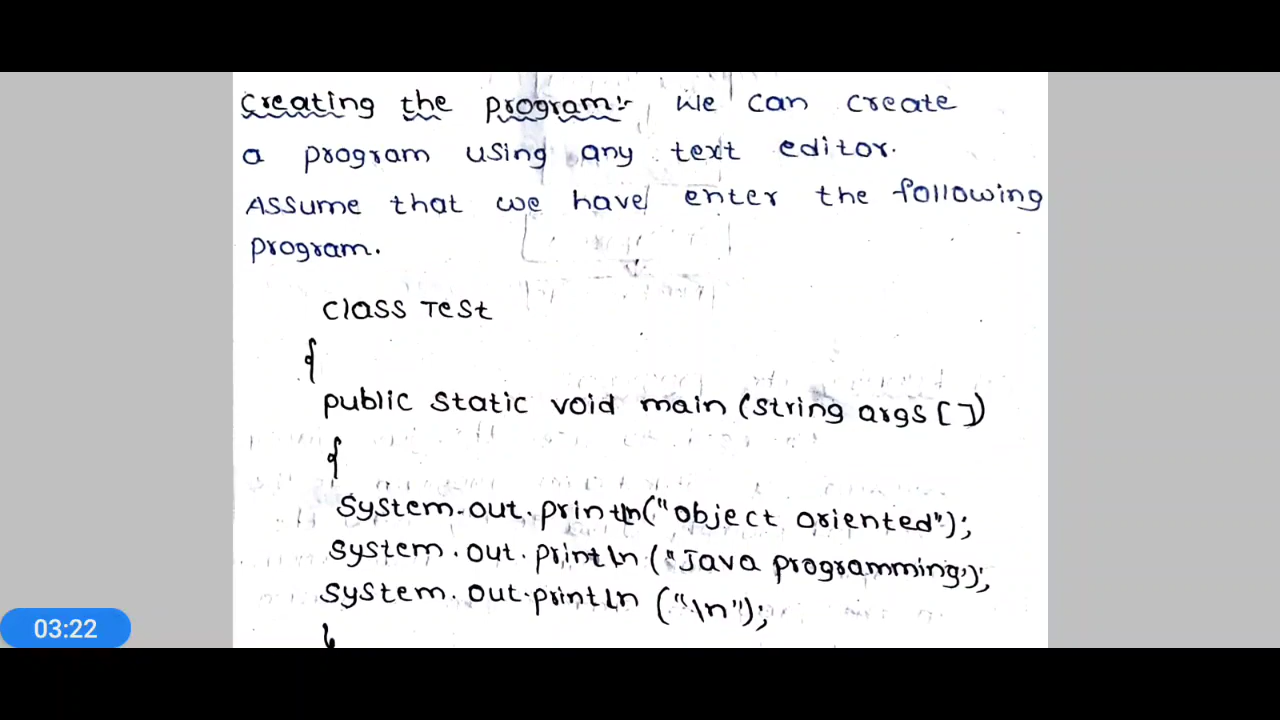 Creating the program:- We can create
a program using any text editor.
Assume that we have enter the following
program.
class Test
{
public static void main (string args [])
{
System.out.println("object oriented");
System.out.println ("Java programming");
System.out.println ("\n");
}
03:22